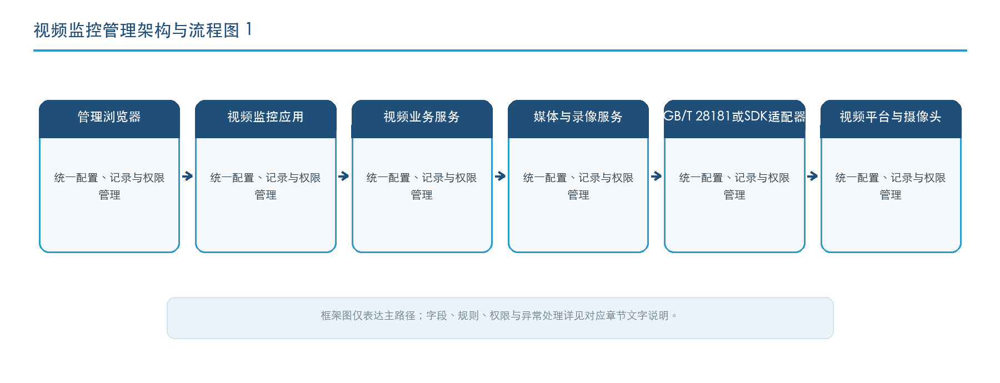 视频监控管理架构与流程图 1
管理浏览器
统一配置、记录与权限
管理
视频监控应用
统一配置、记录与权限
管理
视频业务服务
统一配置、记录与权限
管理
媒体与录像服务
统一配置、记录与权限
管理
GB/T 28181或SDK适配器
统一配置、记录与权限
管理
视频平台与摄像头
统一配置、记录与权限
管理
框架图仅表达主路径；字段、规则、权限与异常处理详见对应章节文字说明。